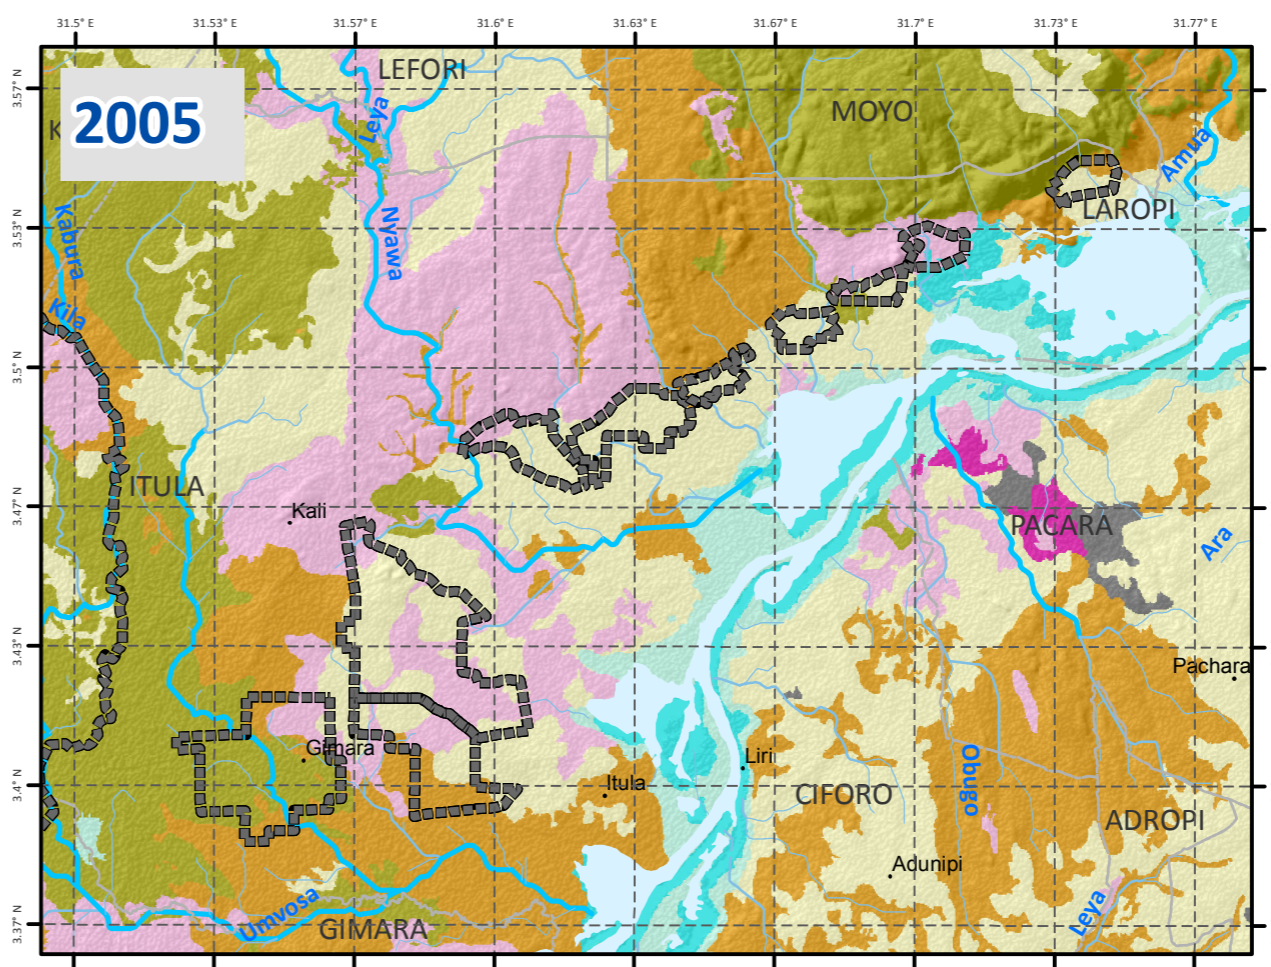 31.5° E 31.53° E 31.57° E 31.6° E 31.63° E 31.67° E 31.7° E 31.73° E 31.77° E
3.57° N
3.53° N
3.5° N
3.47° N
3.43° N
3.4° N
3.37° N
2005
K
LEFORI
Leya
MOYO
Amua
LAROPI
Kabura
Nyawa
Kila
ITULA
Kali
PACARA
Ara
Pachara
Gimara
Itula
Liri
CIFORO
Obugo
ADROPI
Adunipi
Umvosa
GIMARA
Leya